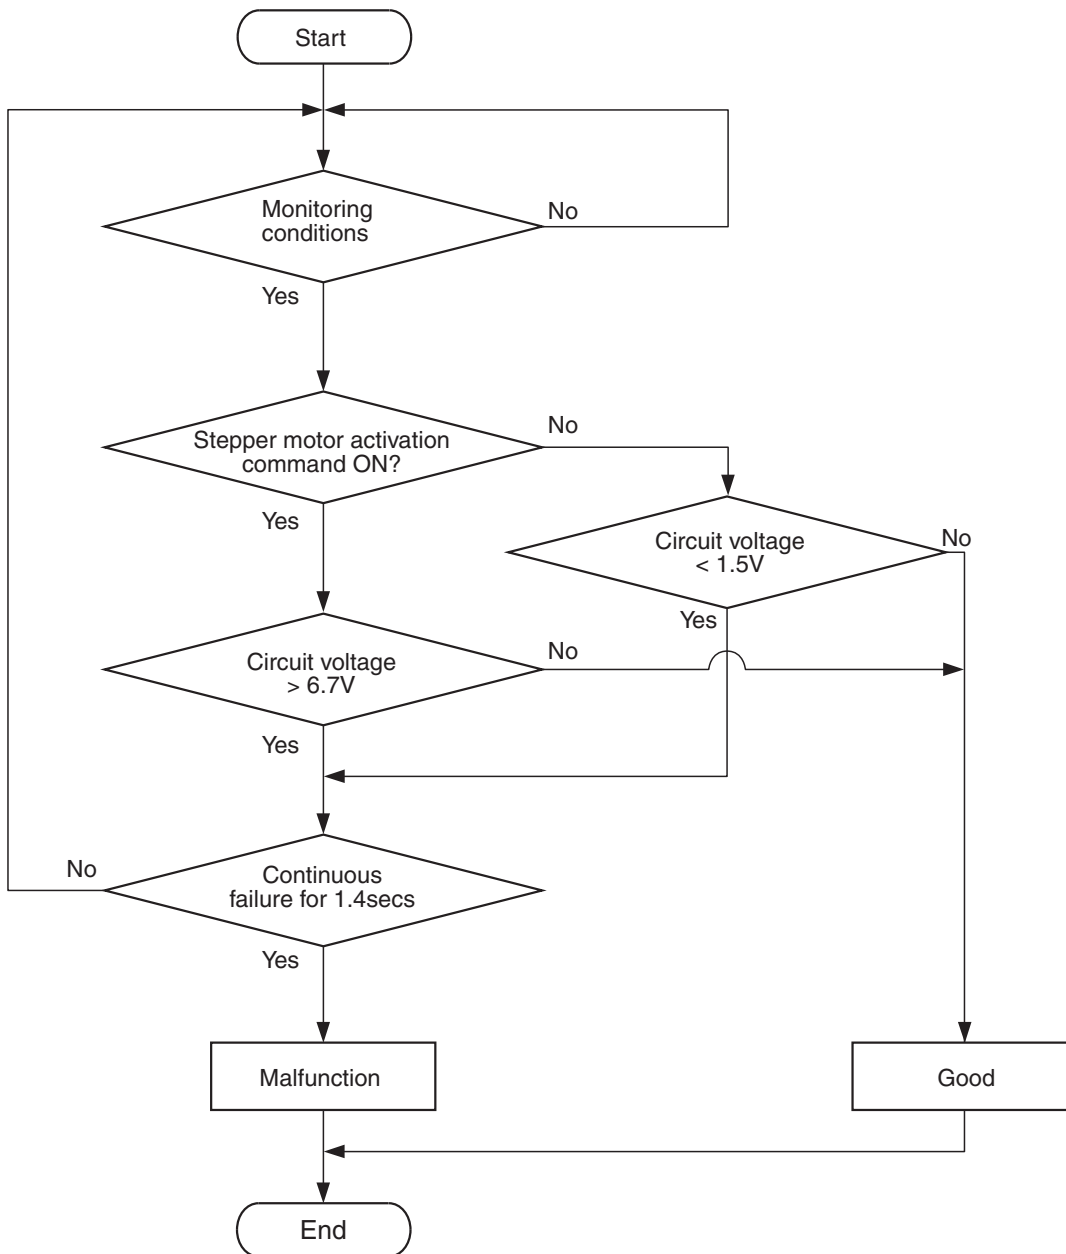 Start
Monitoring
conditions
No
Yes
Stepper motor activation
command ON?
No
Yes
Circuit voltage
< 1.5V
No
Yes
Circuit voltage
> 6.7V
No
Yes
Continuous
failure for 1.4secs
No
Yes
Malfunction
Good
End